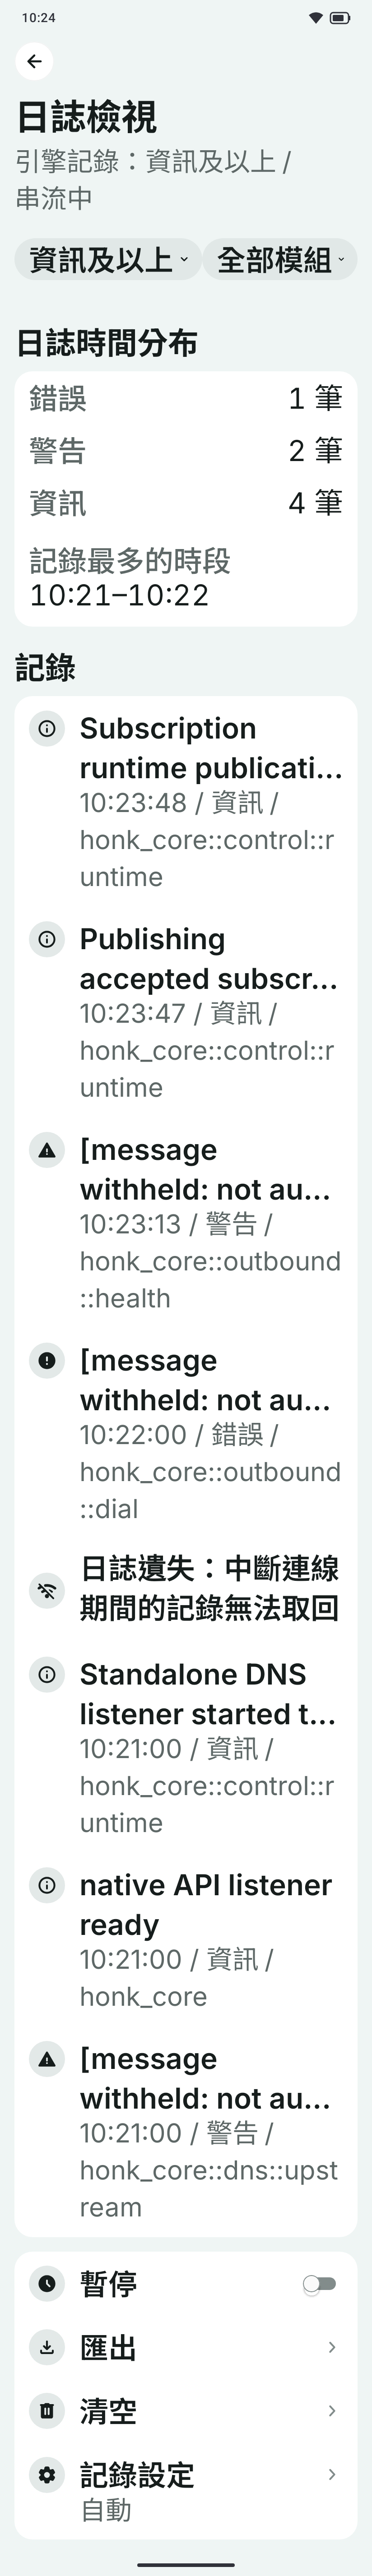 10:24
日誌檢視
引擎記錄：資訊及以上 /
串流中
資訊及以上
全部模組
日誌時間分布
錯誤 1 筆
警告 2 筆
資訊 4 筆
記錄最多的時段
10:21–10:22
記錄
Subscription
runtime publicati…
10:23:48 / 資訊 /
honk_core::control::r
untime
Publishing
accepted subscr…
10:23:47 / 資訊 /
honk_core::control::r
untime
[message
withheld: not au…
10:23:13 / 警告 /
honk_core::outbound
::health
[message
withheld: not au…
10:22:00 / 錯誤 /
honk_core::outbound
::dial
日誌遺失：中斷連線
期間的記錄無法取回
Standalone DNS
listener started t…
10:21:00 / 資訊 /
honk_core::control::r
untime
native API listener
ready
10:21:00 / 資訊 /
honk_core
[message
withheld: not au…
10:21:00 / 警告 /
honk_core::dns::upst
ream
暫停
匯出
清空
記錄設定
自動